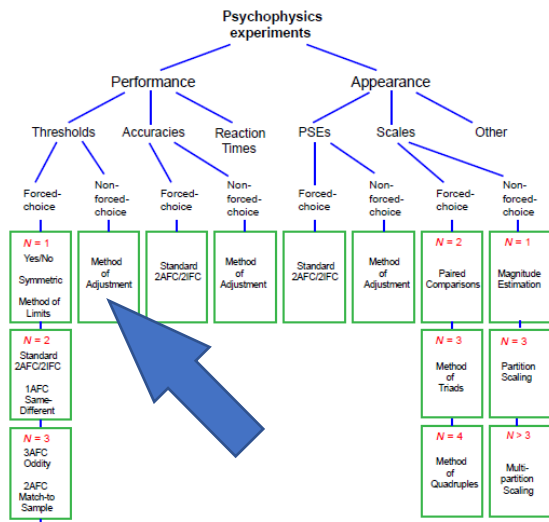 Psychophysics
experiments
Performance
Appearance
Thresholds
Accuracies
Reaction
Times
PSEs
Scales
Other
Forced-
choice
Non-
forced-
choice
Forced-
choice
Non-
forced-
choice
Forced-
choice
Non-
forced-
choice
Forced-
choice
Non-
forced-
choice
N = 1
Yes/No
Symmetric
Method of
Limits
Method
of
Adjustment
Standard
2AFC/2IFC
Method
of
Adjustment
Standard
2AFC/2IFC
Method
of
Adjustment
N = 2
Paired
Comparisons
N = 1
Magnitude
Estimation
N = 2
Standard
2AFC/2IFC
1AFC
Same-
Different
N = 3
Method
of
Triads
N = 3
Partition
Scaling
N = 3
3AFC
Oddity
2AFC
Match-to
Sample
N = 4
Method
of
Quadruples
N > 3
Multi-
partition
Scaling